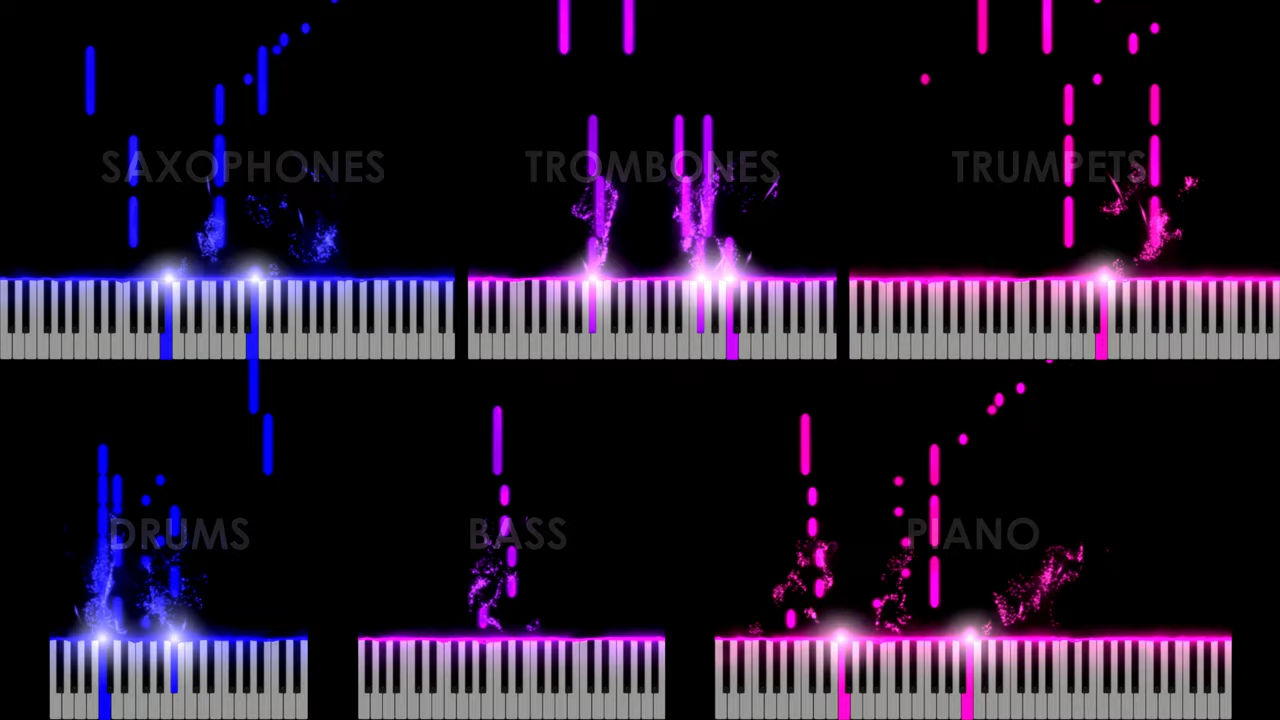 SAXOPHONES
TROMBONES
TRUMPETS
DRUMS
BASS
PIANO